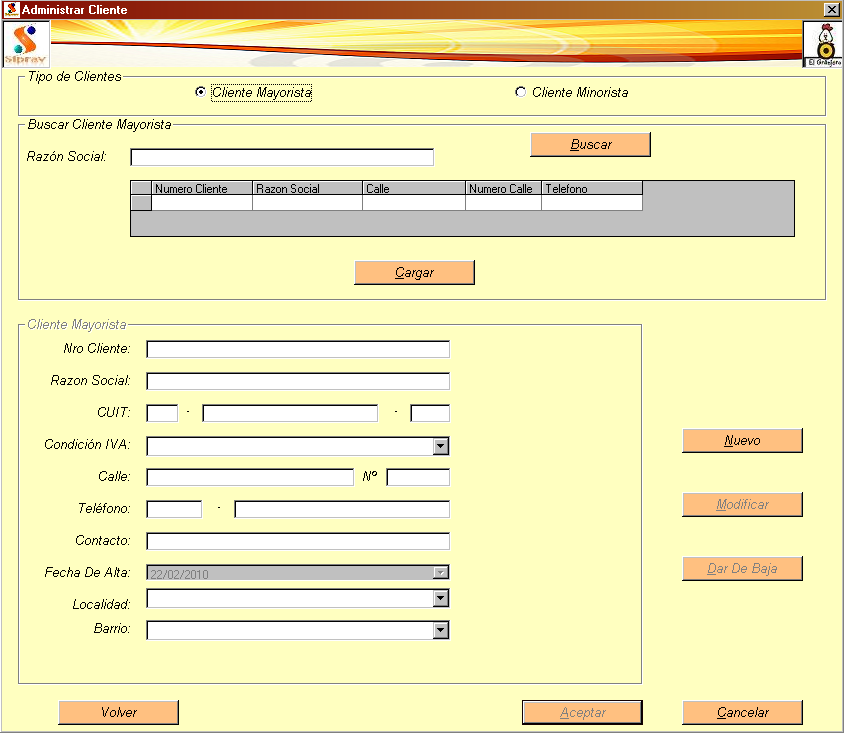 Administrar Cliente
Siprav
El Gallejero
Tipo de Clientes
Cliente Mayorista Cliente Minorista
Buscar Cliente Mayorista
Buscar
Razón Social:
Numero Cliente Razon Social Calle Numero Calle Telefono
Cargar
Cliente Mayorista
Nro Cliente:
Razon Social:
CUIT: - -
Condición IVA:
Nuevo
Calle: Nº
Modificar
Teléfono: -
Contacto:
Fecha De Alta: 22/02/2010
Dar De Baja
Localidad:
Barrio:
Volver Aceptar Cancelar